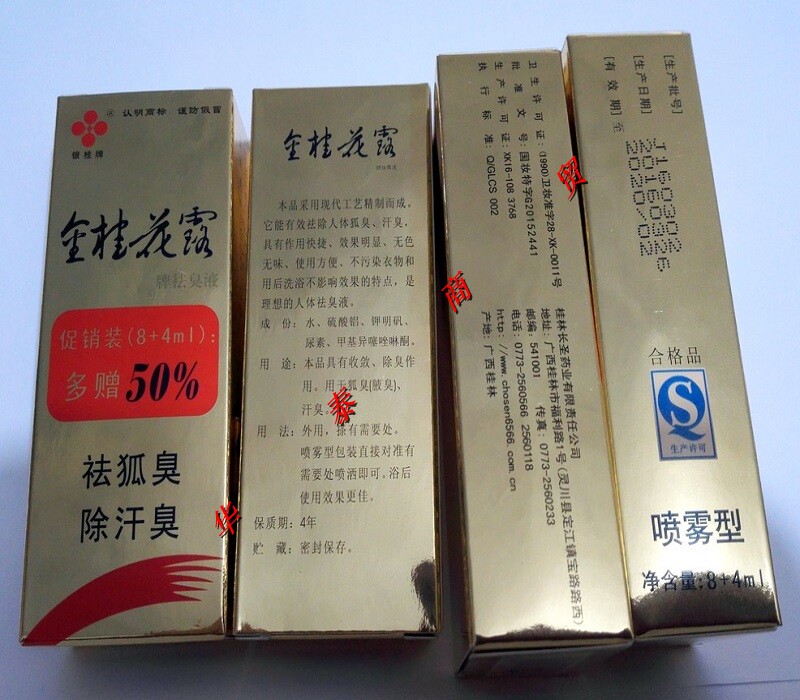 ® 认明商标 谨防假冒
银桂牌
金桂花露
牌祛臭液
促销装(8+4ml):
多赠50%
祛狐臭
除汗臭
金桂花露
本品采用现代工艺精制而成。
它能有效祛除人体狐臭、汗臭,
具有作用快捷、效果明显、无色
无味、使用方便、不污染衣物和
用后洗浴不影响效果的特点,是
理想的人体祛臭液。
成 份:水、硫酸铝、钾明矾、
尿素、甲基异噻唑啉酮。
用 途:本品具有收敛、除臭作
用。用于狐臭(腋臭)、
汗臭。
用 法:外用,搽有需要处。
喷雾型包装直接对准有
需要处喷洒即可。浴后
使用效果更佳。
保质期:4年
贮 藏:密封保存。
卫生许可证:(1990)卫妆准字28-XK-0011号
批准文号:国妆特字G20152441
生产许可证:XK16-108 3768
执行标准:Q/GLCS 002
桂林长圣药业有限责任公司
地址:广西桂林市福利路1号(灵川县定江镇宝路路西)
邮编:541001 传真:0773-2560233
电话:0773-2560566 2560118
http://www.chosen6566.com.cn
产地:广西桂林
[生产批号] J160302
[生产日期] 20160326
[有效期]至 2020/02
合格品
QS
生产许可
喷雾型
净含量:8+4ml
华
泰
商
贸